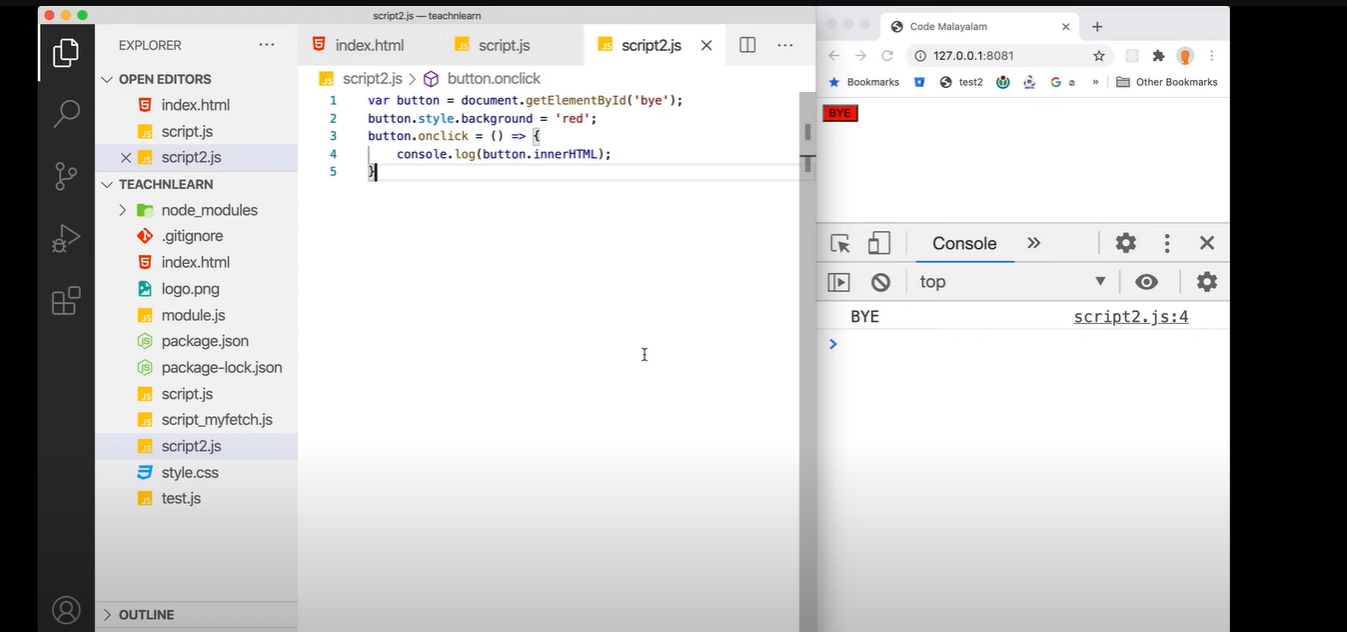 script2.js — teachnlearn
EXPLORER
OPEN EDITORS
index.html
script.js
script2.js
TEACHNLEARN
node_modules
.gitignore
index.html
logo.png
module.js
package.json
package-lock.json
script.js
script_myfetch.js
script2.js
style.css
test.js
OUTLINE
index.html script.js script2.js
script2.js > button.onclick
1 var button = document.getElementById('bye');
2 button.style.background = 'red';
3 button.onclick = () => {
4 console.log(button.innerHTML);
5 }
Code Malayalam
127.0.0.1:8081
Bookmarks test2 » Other Bookmarks
BYE
Console »
top
BYE script2.js:4
>